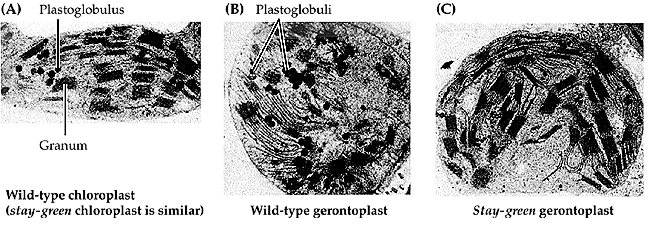 (A) Plastoglobulus
(B) Plastoglobuli
(C)
Granum
Wild-type chloroplast
(stay-green chloroplast is similar)
Wild-type gerontoplast
Stay-green gerontoplast